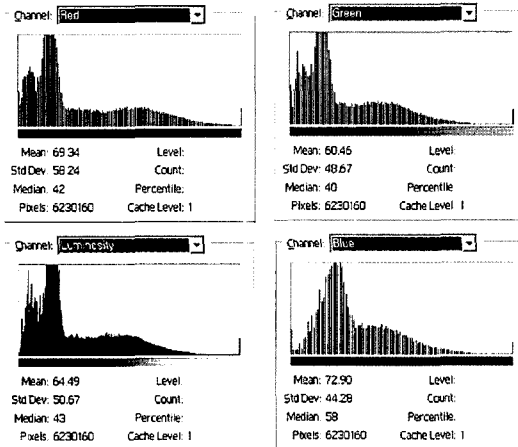 Channel: Red
Mean: 69.34 Level:
Std Dev: 58.24 Count:
Median: 42 Percentile:
Pixels: 6230160 Cache Level: 1
Channel: Green
Mean: 60.46 Level:
Std Dev: 48.67 Count:
Median: 40 Percentile
Pixels: 6230160 Cache Level: 1
Channel: Luminosity
Mean: 64.49 Level:
Std Dev: 50.67 Count:
Median: 43 Percentile:
Pixels: 6230160 Cache Level: 1
Channel: Blue
Mean: 72.90 Level:
Std Dev: 44.28 Count:
Median: 58 Percentile.
Pixels: 6230160 Cache Level: 1